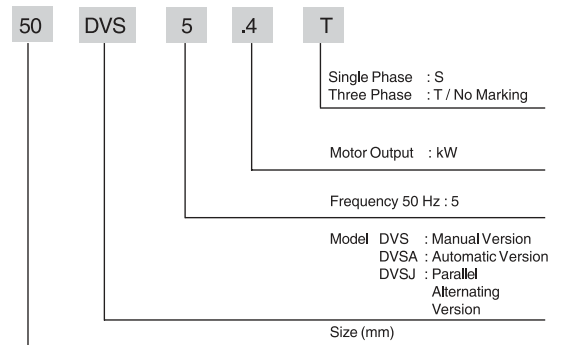 50 DVS 5 .4 T
Single Phase : S
Three Phase : T / No Marking
Motor Output : kW
Frequency 50 Hz : 5
Model DVS : Manual Version
DVSA : Automatic Version
DVSJ : Parallel
Alternating
Version
Size (mm)